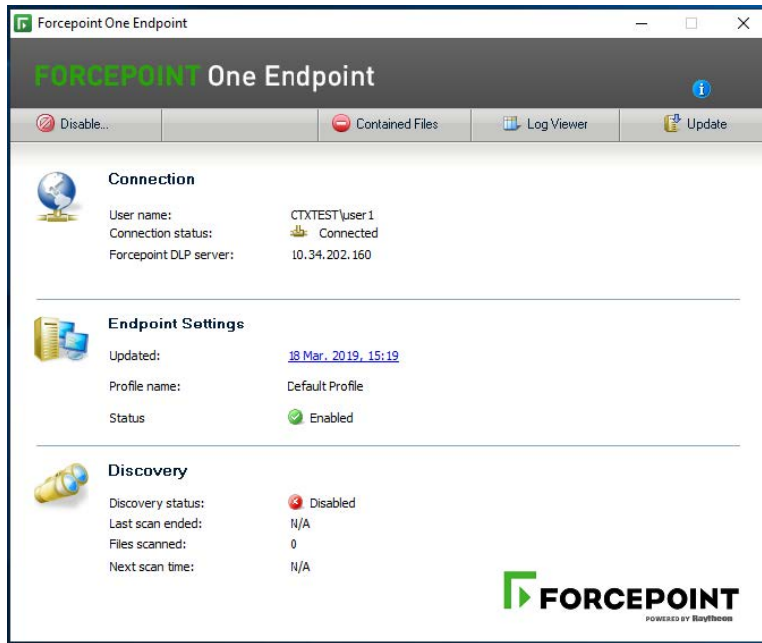 Forcepoint One Endpoint
FORCEPOINT One Endpoint
Disable... Contained Files Log Viewer Update
Connection
User name: CTXTEST\user1
Connection status: Connected
Forcepoint DLP server: 10.34.202.160
Endpoint Settings
Updated: 18 Mar. 2019, 15:19
Profile name: Default Profile
Status Enabled
Discovery
Discovery status: Disabled
Last scan ended: N/A
Files scanned: 0
Next scan time: N/A
FORCEPOINT
POWERED BY Raytheon